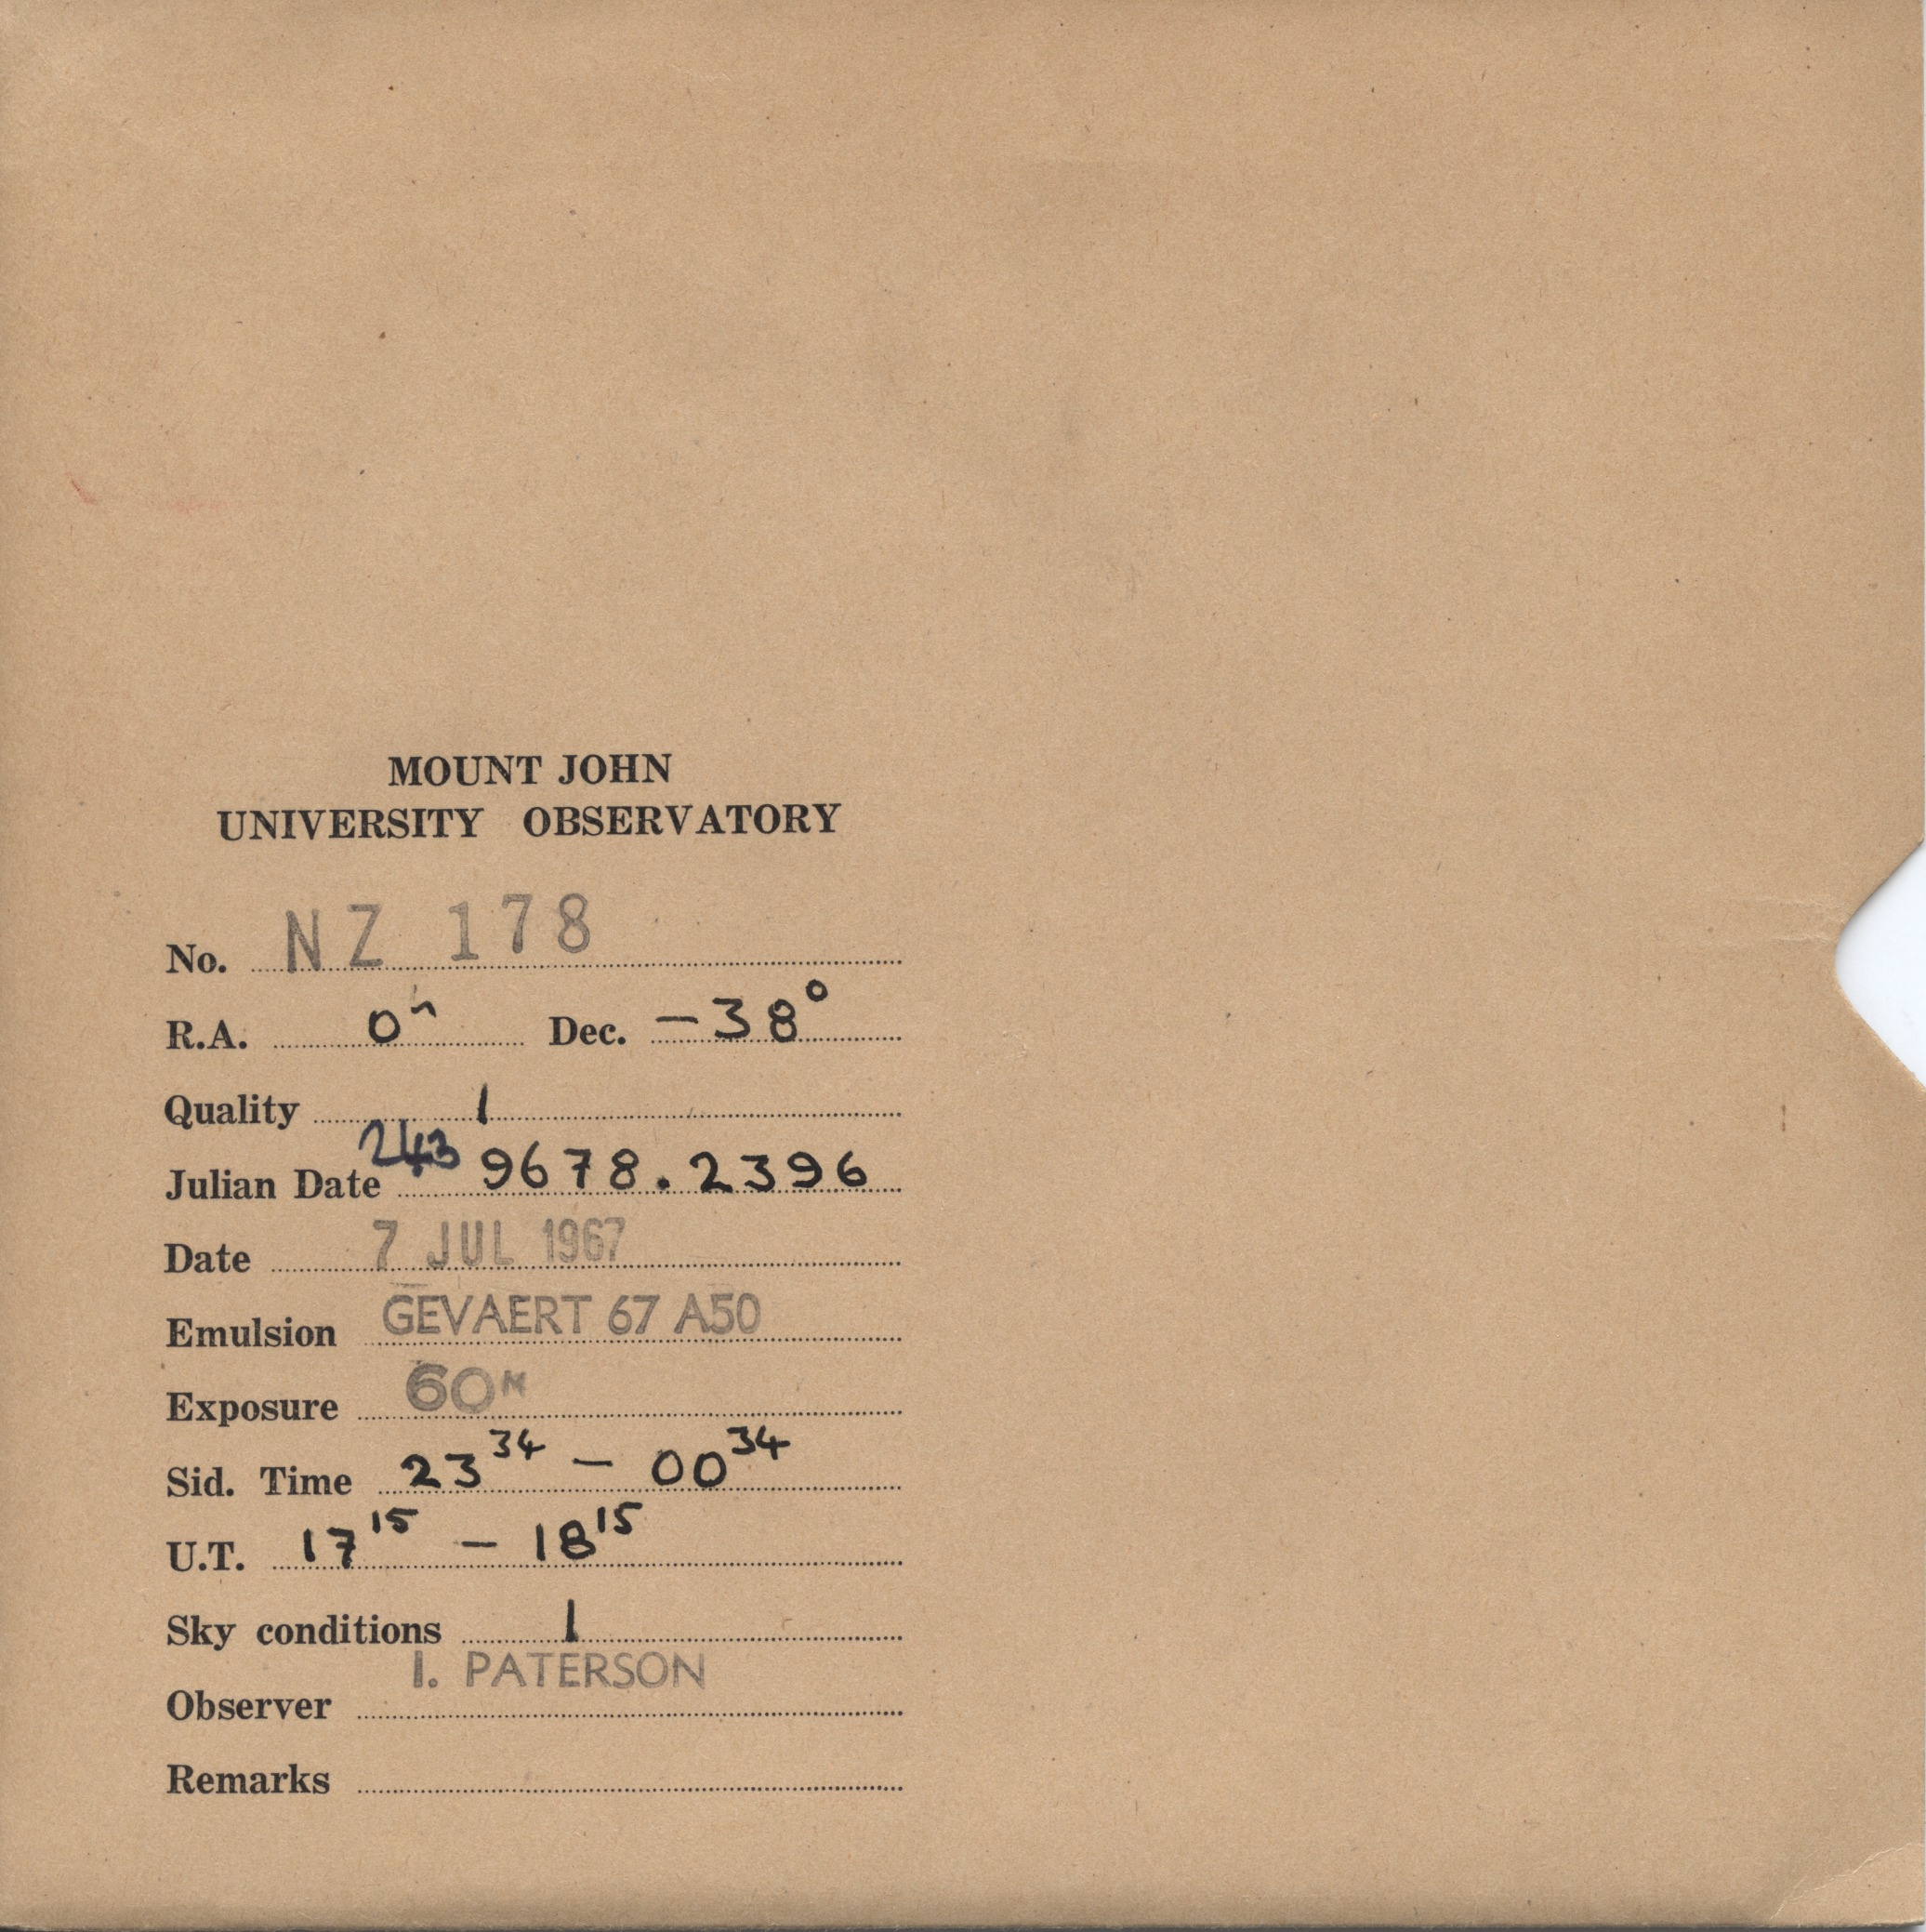 MOUNT JOHN
UNIVERSITY OBSERVATORY
No. NZ 178
R.A. 0ʰ Dec. -38°
Quality 1
Julian Date 243 9678.2396
Date 7 JUL 1967
Emulsion GEVAERT 67 A50
Exposure 60ᴹ
Sid. Time 23³⁴ - 00³⁴
U.T. 17¹⁵ - 18¹⁵
Sky conditions 1
Observer I. PATERSON
Remarks